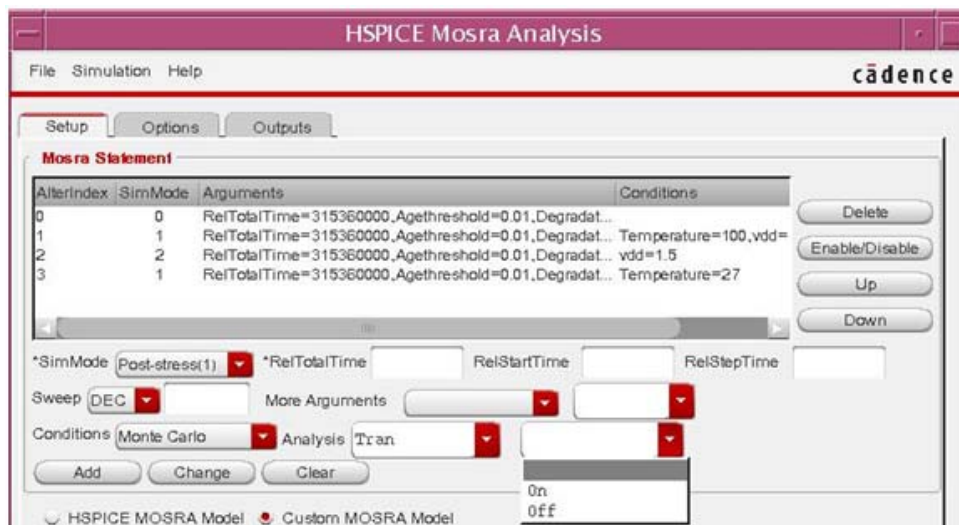 HSPICE Mosra Analysis
File Simulation Help
cādence
Setup Options Outputs
Mosra Statement
AlterIndex SimMode Arguments Conditions
0 0 RelTotalTime=315360000,Agethreshold=0.01,Degradat...
1 1 RelTotalTime=315360000,Agethreshold=0.01,Degradat... Temperature=100,vdd=
2 2 RelTotalTime=315360000,Agethreshold=0.01,Degradat... vdd=1.5
3 1 RelTotalTime=315360000,Agethreshold=0.01,Degradat... Temperature=27
Delete
Enable/Disable
Up
Down
*SimMode Post-stress(1) *RelTotalTime RelStartTime RelStepTime
Sweep DEC More Arguments
Conditions Monte Carlo Analysis Tran
Add Change Clear
On
Off
HSPICE MOSRA Model Custom MOSRA Model